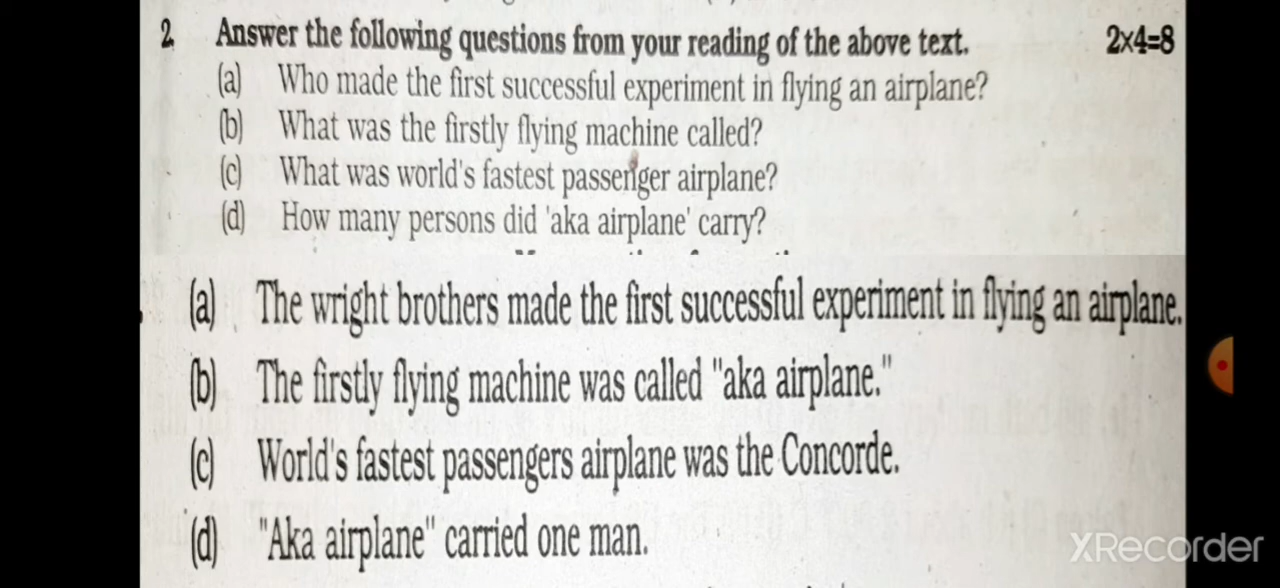 2. Answer the following questions from your reading of the above text. 2x4=8
(a) Who made the first successful experiment in flying an airplane?
(b) What was the firstly flying machine called?
(c) What was world's fastest passenger airplane?
(d) How many persons did 'aka airplane' carry?
(a) The wright brothers made the first successful experiment in flying an airplane.
(b) The firstly flying machine was called "aka airplane."
(c) World's fastest passengers airplane was the Concorde.
(d) "Aka airplane" carried one man.
XRecorder